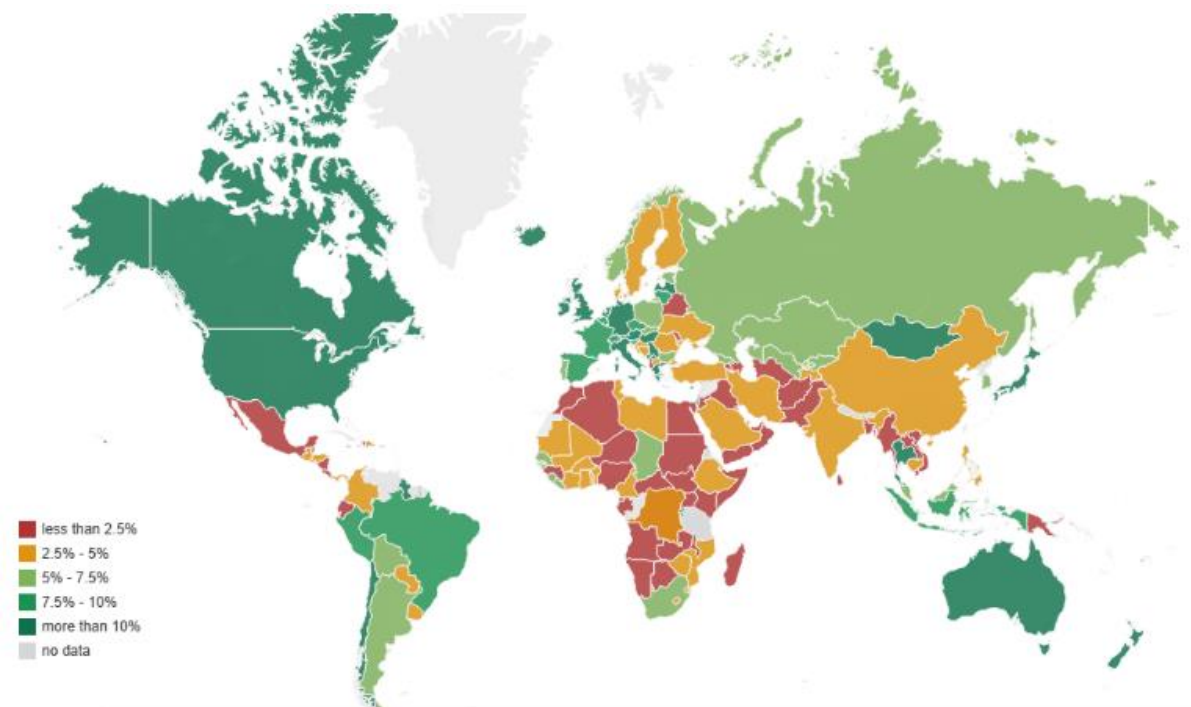 less than 2.5%
2.5% - 5%
5% - 7.5%
7.5% - 10%
more than 10%
no data